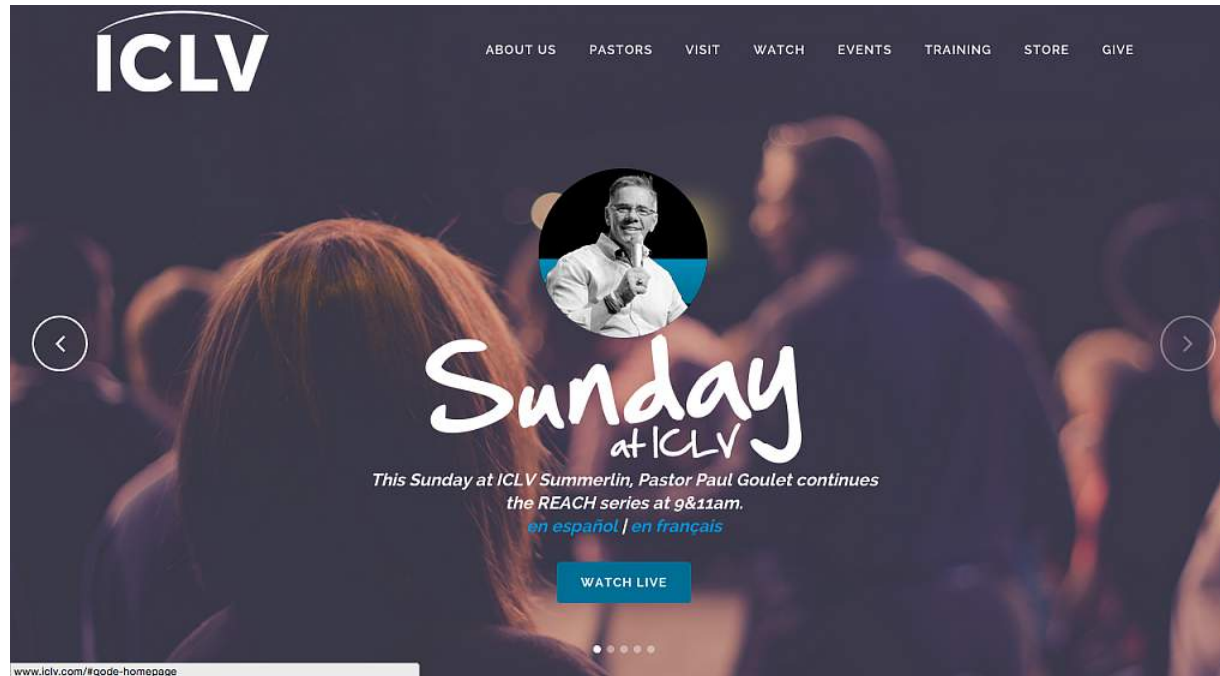 ICLV
ABOUT US PASTORS VISIT WATCH EVENTS TRAINING STORE GIVE
Sunday
at ICLV
This Sunday at ICLV Summerlin, Pastor Paul Goulet continues
the REACH series at 9&11am.
en español | en français
WATCH LIVE
www.iclv.com/#qode-homepage